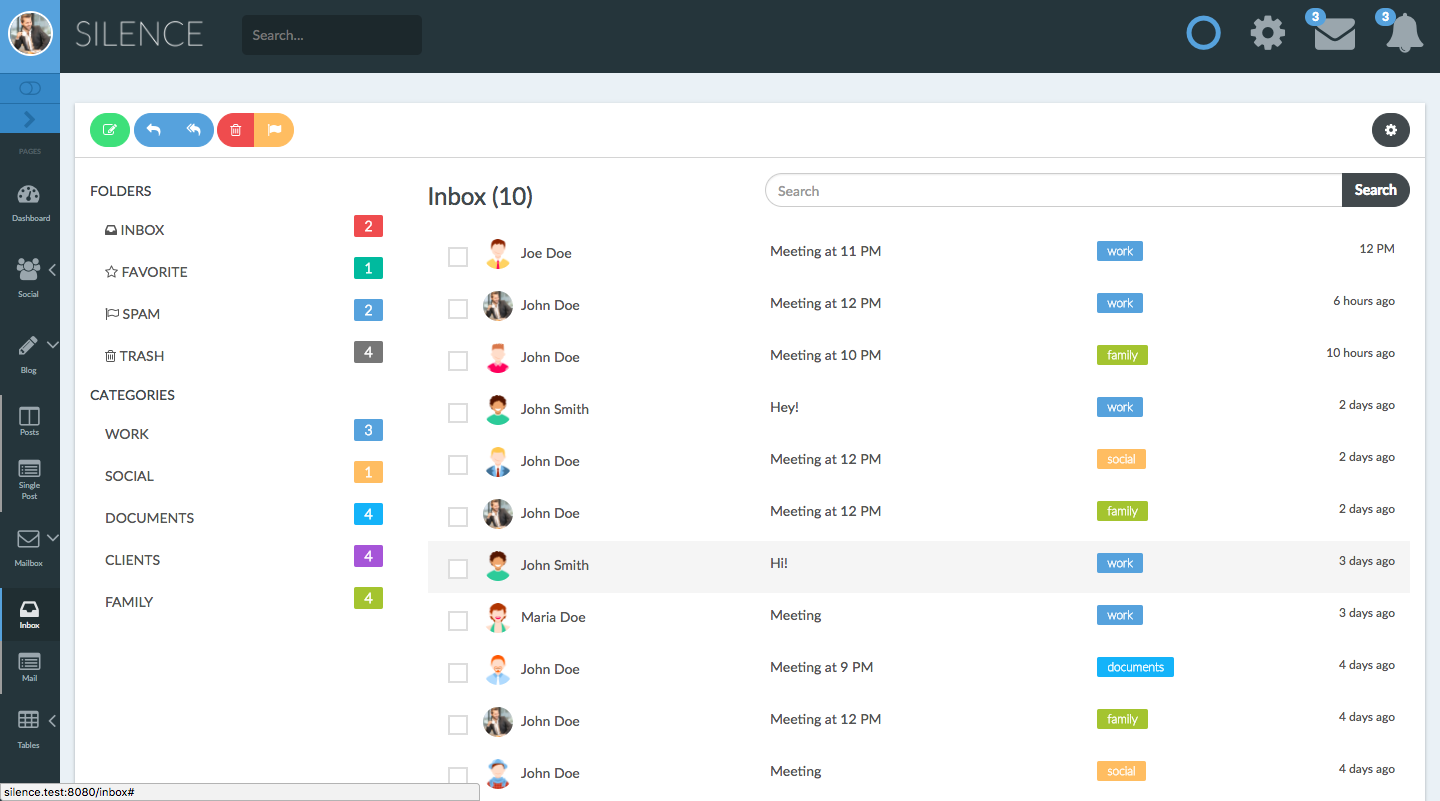 SILENCE
Search...
3
3
PAGES
Dashboard
Social
Blog
Posts
Single
Post
Mailbox
Inbox
Mail
Tables
FOLDERS
INBOX 2
FAVORITE 1
SPAM 2
TRASH 4
CATEGORIES
WORK 3
SOCIAL 1
DOCUMENTS 4
CLIENTS 4
FAMILY 4
Inbox (10)
Search
Search
Joe Doe Meeting at 11 PM work 12 PM
John Doe Meeting at 12 PM work 6 hours ago
John Doe Meeting at 10 PM family 10 hours ago
John Smith Hey! work 2 days ago
John Doe Meeting at 12 PM social 2 days ago
John Doe Meeting at 12 PM family 2 days ago
John Smith Hi! work 3 days ago
Maria Doe Meeting work 3 days ago
John Doe Meeting at 9 PM documents 4 days ago
John Doe Meeting at 12 PM family 4 days ago
John Doe Meeting social 4 days ago
silence.test:8080/inbox#